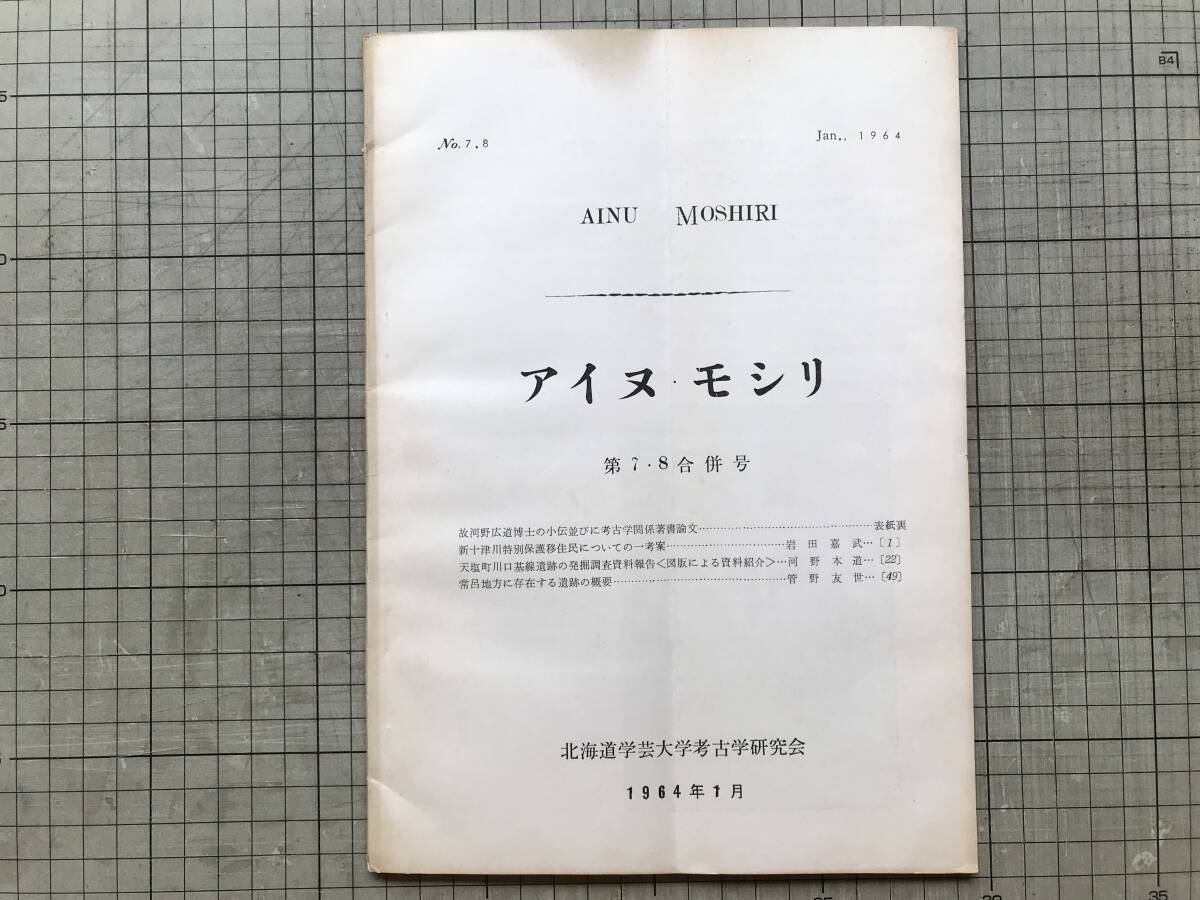 No. 7.8
Jan., 1964
AINU MOSHIRI
アイヌ・モシリ
第7・8合併号
故河野広道博士の小伝並びに考古学関係著書論文……………………………………表紙裏
新十津川特別保護移住民についての一考案……………………………岩田嘉武…〔1〕
天塩町川口基線遺跡の発掘調査資料報告<図版による資料紹介>…河野本道…〔22〕
常呂地方に存在する遺跡の概要…………………………………………管野友世…〔49〕
北海道学芸大学考古学研究会
1964年1月
B4
35